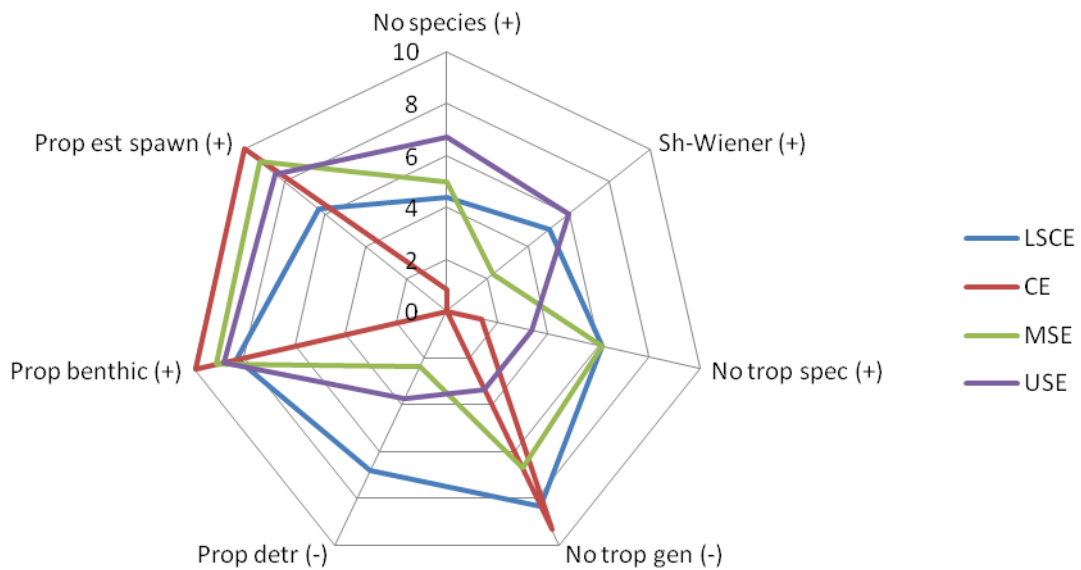 No species (+)
10
8
6
4
2
0
Sh-Wiener (+)
No trop spec (+)
No trop gen (-)
Prop detr (-)
Prop benthic (+)
Prop est spawn (+)
LSCE
CE
MSE
USE